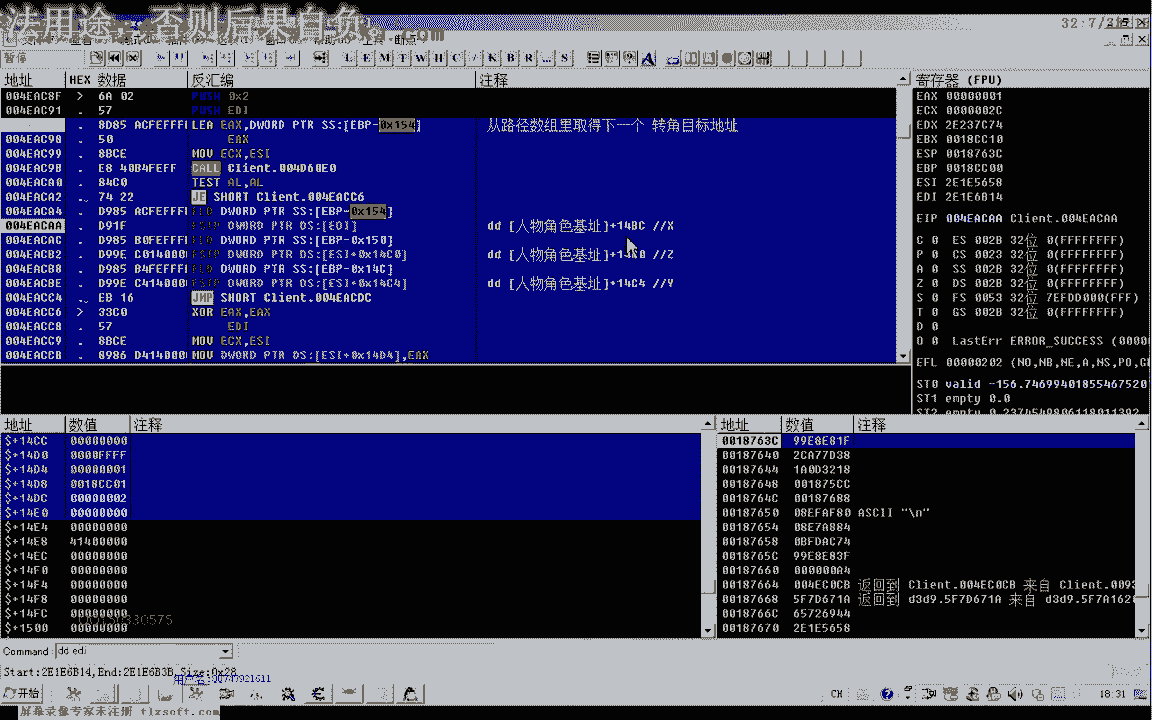 法用途，否则后果自负。
暂停
L E M T W H C / K B R ... S
地址 HEX 数据 反汇编 注释
004EAC8F > 6A 02 PUSH 0x2
004EAC91 . 57 PUSH EDI
. 8D85 ACFEFFFF LEA EAX,DWORD PTR SS:[EBP-0x154] 从路径数组里取得下一个 转角目标地址
004EAC98 . 50 EAX
004EAC99 . 8BCE MOV ECX,ESI
004EAC9B . E8 40B4FEFF CALL Client.004D60E0
004EACA0 . 84C0 TEST AL,AL
004EACA2 . 74 22 JE SHORT Client.004EACC6
004EACA4 . D985 ACFEFFFF DWORD PTR SS:[EBP-0x154]
004EACAA . D91F DWORD PTR DS:[EDI] dd [人物角色基址]+14BC //X
004EACAC . D985 B0FEFFFF DWORD PTR SS:[EBP-0x150]
004EACB2 . D99E C0140000 DWORD PTR DS:[ESI+0x14C0] dd [人物角色基址]+14C0 //Z
004EACB8 . D985 B4FEFFFF DWORD PTR SS:[EBP-0x14C]
004EACBE . D99E C4140000 DWORD PTR DS:[ESI+0x14C4] dd [人物角色基址]+14C4 //Y
004EACC4 . EB 16 JMP SHORT Client.004EACDC
004EACC6 > 33C0 XOR EAX,EAX
004EACC8 . 57 EDI
004EACC9 . 8BCE MOV ECX,ESI
004EACCB . 8986 D4140000 MOV DWORD PTR DS:[ESI+0x14D4],EAX
寄存器 (FPU)
EAX 00000001
ECX 0000002C
EDX 2E237C74
EBX 0018CC10
ESP 0018763C
EBP 0018CC00
ESI 2E1E5658
EDI 2E1E6B14
EIP 004EACAA Client.004EACAA
C 0 ES 002B 32位 0(FFFFFFFF)
P 0 CS 0023 32位 0(FFFFFFFF)
A 0 SS 002B 32位 0(FFFFFFFF)
Z 0 DS 002B 32位 0(FFFFFFFF)
S 0 FS 0053 32位 7EFDD000(FFF)
T 0 GS 002B 32位 0(FFFFFFFF)
D 0
O 0 LastErr ERROR_SUCCESS (0000
EFL 00000202 (NO,NB,NE,A,NS,PO,G
ST0 valid -156.74699401855467520
ST1 empty 0.0
ST2 empty 0.2374549806118011392
地址 数值 注释
$+14CC 00000000
$+14D0 0000FFFF
$+14D4 00000001
$+14D8 0018CC01
$+14DC 00000002
$+14E0 00000000
$+14E4 00000000
$+14E8 41400000
$+14EC 00000000
$+14F0 00000000
$+14F4 00000000
$+14F8 00000000
$+14FC 00000000
$+1500 00000000
地址 数值 注释
0018763C 99E8E81F
00187640 2CA77D38
00187644 1A0D3218
00187648 001875CC
0018764C 00187688
00187650 08EFAF80 ASCII "\n"
00187654 08E7A884
00187658 0BFDAC74
0018765C 99E8E83F
00187660 000000A4
00187664 004EC0CB 返回到 Client.004EC0CB 来自 Client.0093
00187668 5F7D671A 返回到 d3d9.5F7D671A 来自 d3d9.5F7A162
0018766C 65726944
00187670 2E1E5658
Command : dd edi
Start:2E1E6B14,End:2E1E6B3B,Size:0x28
开始
CH
18:31
屏幕录像专家未注册 tlxsoft.com